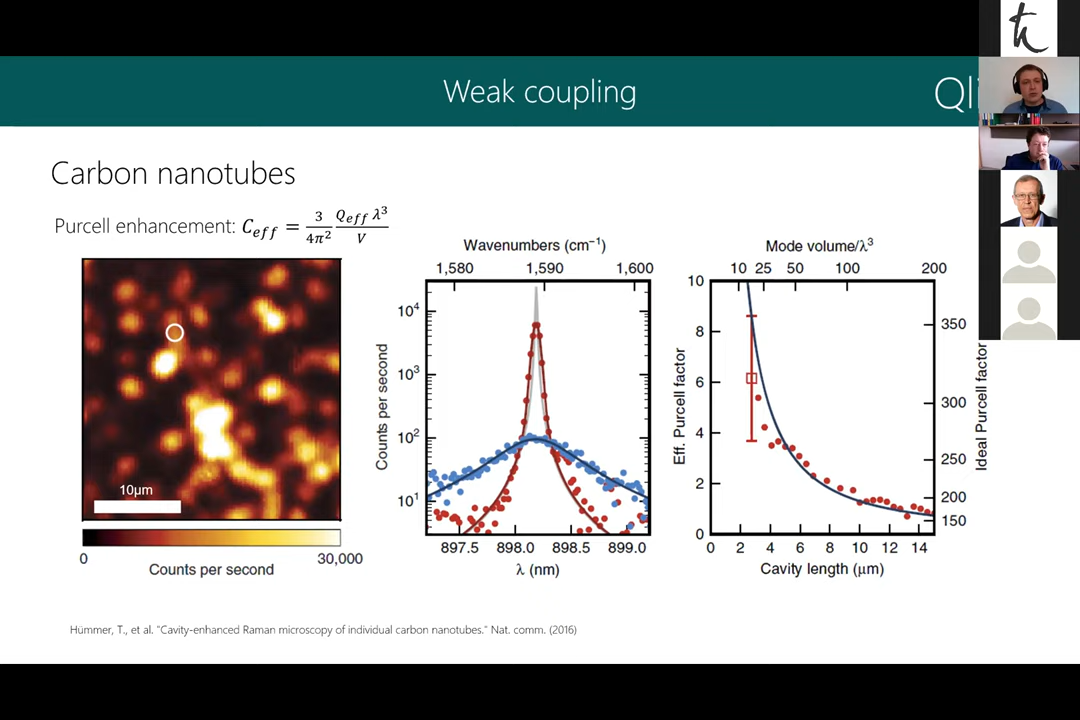 Weak coupling
Carbon nanotubes
Purcell enhancement: C_eff = 3/4π² Q_eff λ³/V
10μm
0
30,000
Counts per second
Wavenumbers (cm⁻¹)
1,580
1,590
1,600
10⁴
10³
10²
10¹
Counts per second
897.5
898.0
898.5
899.0
λ (nm)
Mode volume/λ³
10
25
50
100
200
10
8
6
4
2
0
Eff. Purcell factor
350
300
250
200
150
Ideal Purcell factor
0
2
4
6
8
10
12
14
Cavity length (μm)
Hümmer, T., et al. "Cavity-enhanced Raman microscopy of individual carbon nanotubes." Nat. comm. (2016)